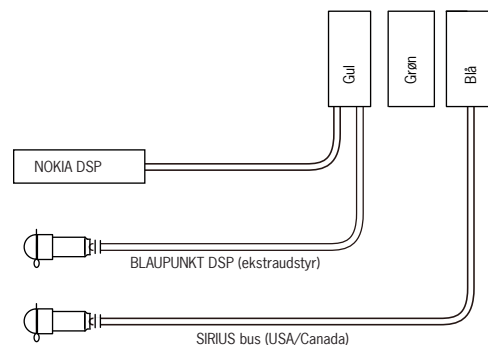 Gul
Grøn
Blå
NOKIA DSP
BLAUPUNKT DSP (ekstraudstyr)
SIRIUS bus (USA/Canada)